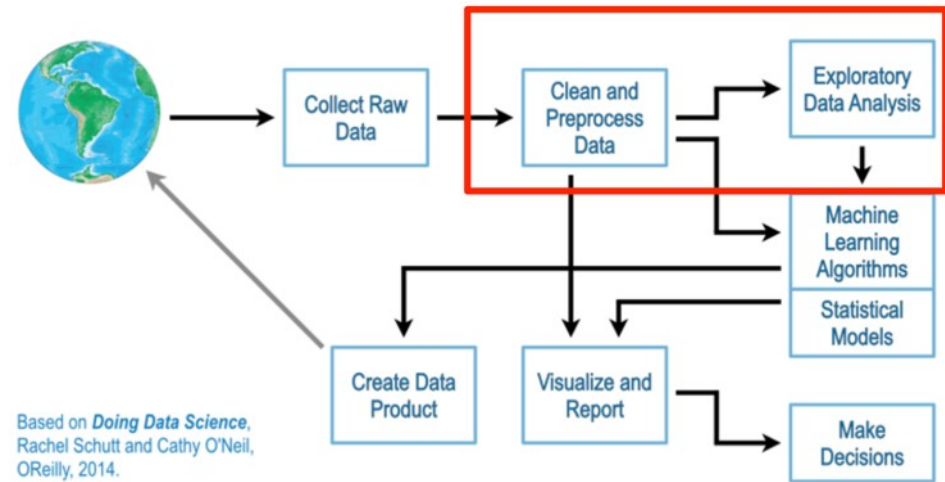 Collect Raw
Data
Clean and
Preprocess
Data
Exploratory
Data Analysis
Machine
Learning
Algorithms
Statistical
Models
Create Data
Product
Visualize and
Report
Make
Decisions
Based on Doing Data Science,
Rachel Schutt and Cathy O'Neil,
OReilly, 2014.